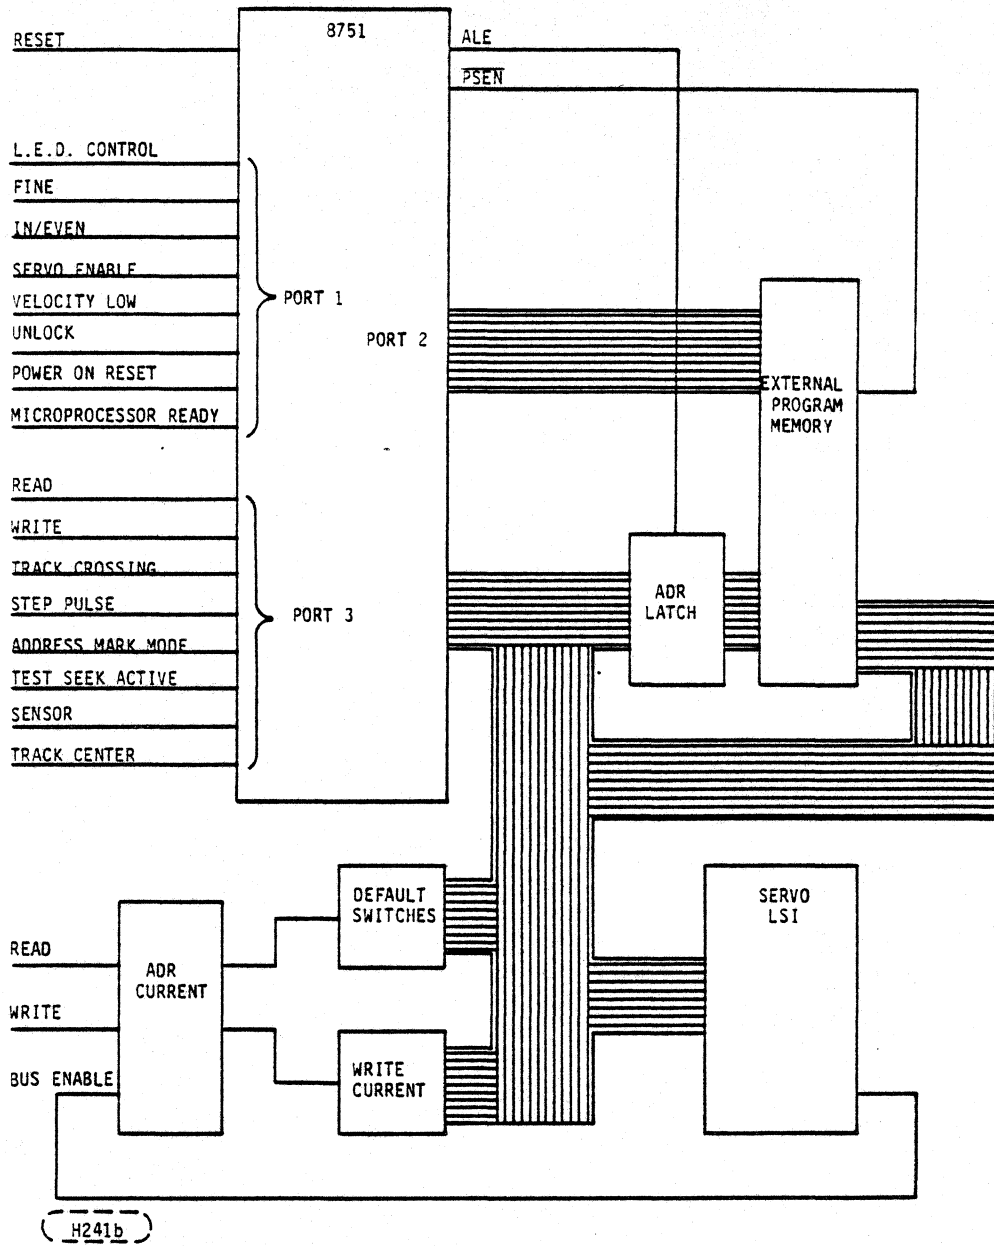 8751
RESET
ALE
PSEN
L.E.D. CONTROL
FINE
IN/EVEN
SERVO ENABLE
VELOCITY LOW
UNLOCK
POWER ON RESET
MICROPROCESSOR READY
PORT 1
PORT 2
EXTERNAL
PROGRAM
MEMORY
READ
WRITE
TRACK CROSSING
STEP PULSE
ADDRESS MARK MODE
TEST SEEK ACTIVE
SENSOR
TRACK CENTER
PORT 3
ADR
LATCH
DEFAULT
SWITCHES
SERVO
LSI
READ
WRITE
BUS ENABLE
ADR
CURRENT
WRITE
CURRENT
H241b